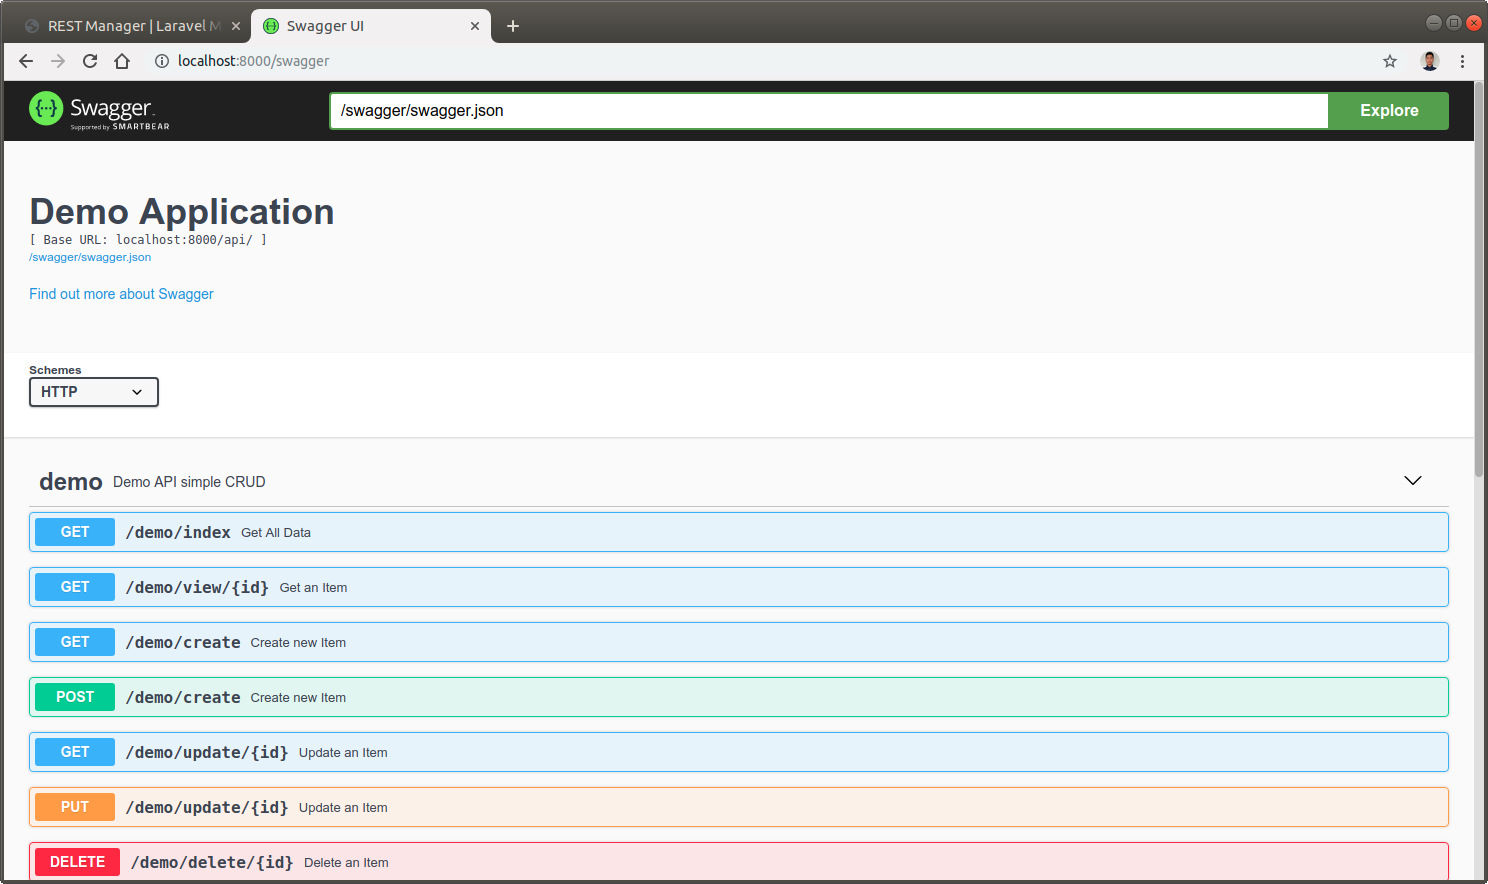 REST Manager | Laravel M
Swagger UI
localhost:8000/swagger
{··} Swagger
Supported by SMARTBEAR
/swagger/swagger.json
Explore
Demo Application
[ Base URL: localhost:8000/api/ ]
/swagger/swagger.json
Find out more about Swagger
Schemes
HTTP
demo Demo API simple CRUD
GET /demo/index Get All Data
GET /demo/view/{id} Get an Item
GET /demo/create Create new Item
POST /demo/create Create new Item
GET /demo/update/{id} Update an Item
PUT /demo/update/{id} Update an Item
DELETE /demo/delete/{id} Delete an Item